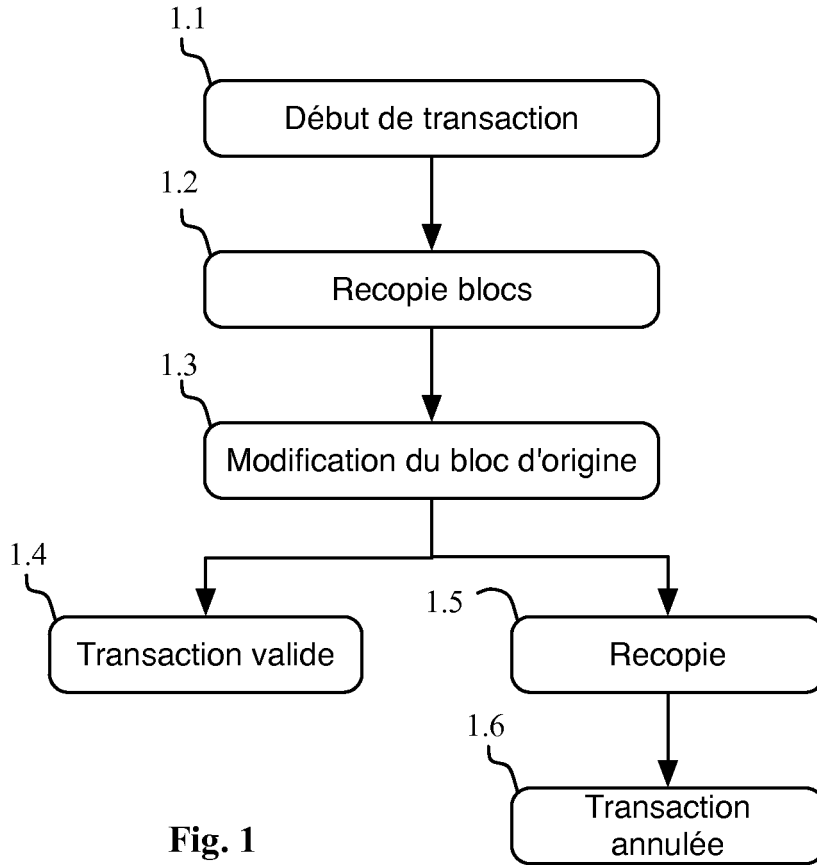 1.1
Début de transaction
1.2
Recopie blocs
1.3
Modification du bloc d'origine
1.4
Transaction valide
1.5
Recopie
1.6
Transaction
annulée
Fig. 1